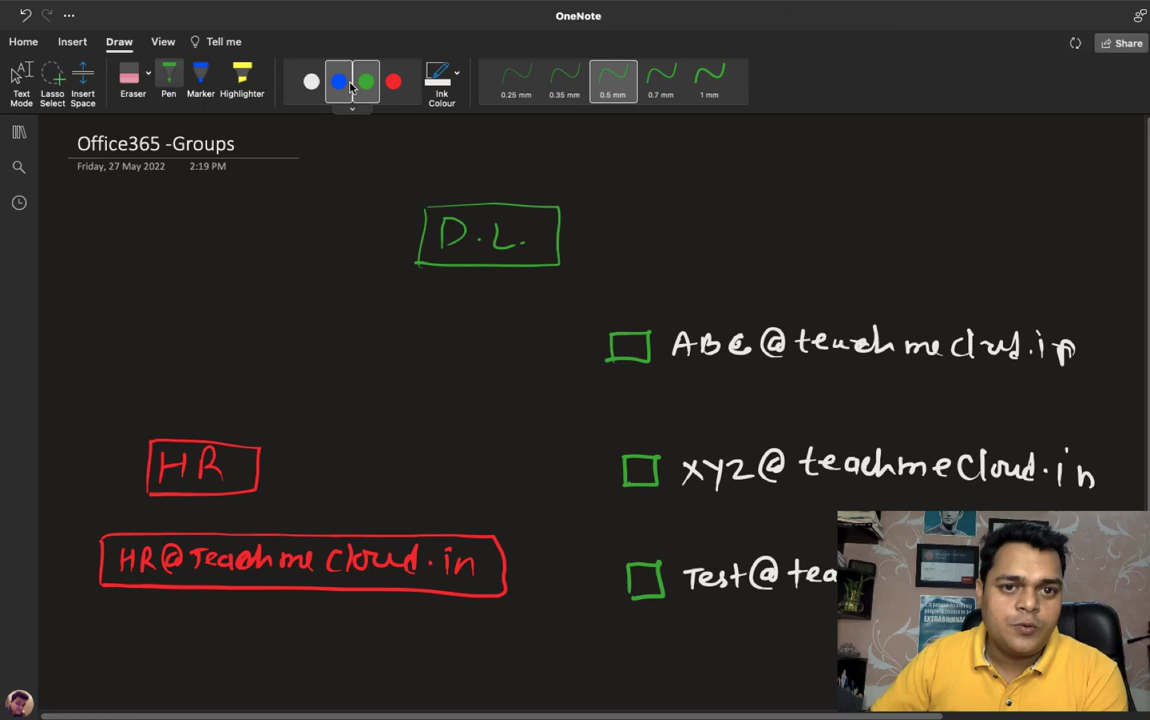 OneNote
Home Insert Draw View Tell me
Share
Text Mode
Lasso Select
Insert Space
Eraser
Pen
Marker
Highlighter
Ink Colour
0.25 mm
0.35 mm
0.5 mm
0.7 mm
1 mm
Office365 -Groups
Friday, 27 May 2022 2:19 PM
D.L.
ABC@teachmecloud.in
HR
XYZ@teachmecloud.in
HR@Teachmecloud.in
Test@tea
EXTRAORDINARY